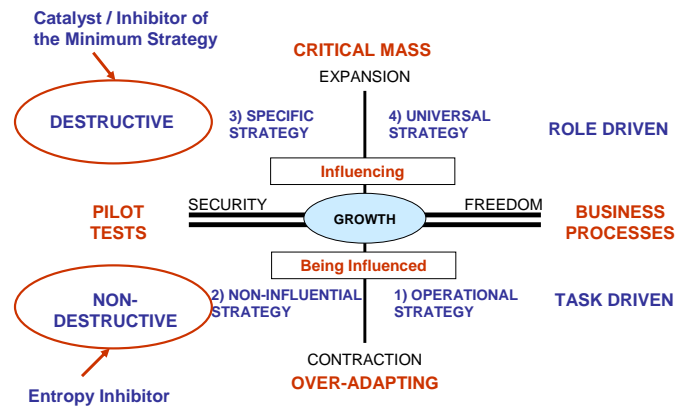 Catalyst / Inhibitor of
the Minimum Strategy
CRITICAL MASS
EXPANSION
DESTRUCTIVE
3) SPECIFIC
STRATEGY
4) UNIVERSAL
STRATEGY
ROLE DRIVEN
Influencing
PILOT
TESTS
SECURITY
GROWTH
FREEDOM
BUSINESS
PROCESSES
Being Influenced
NON-
DESTRUCTIVE
2) NON-INFLUENTIAL
STRATEGY
1) OPERATIONAL
STRATEGY
TASK DRIVEN
CONTRACTION
OVER-ADAPTING
Entropy Inhibitor